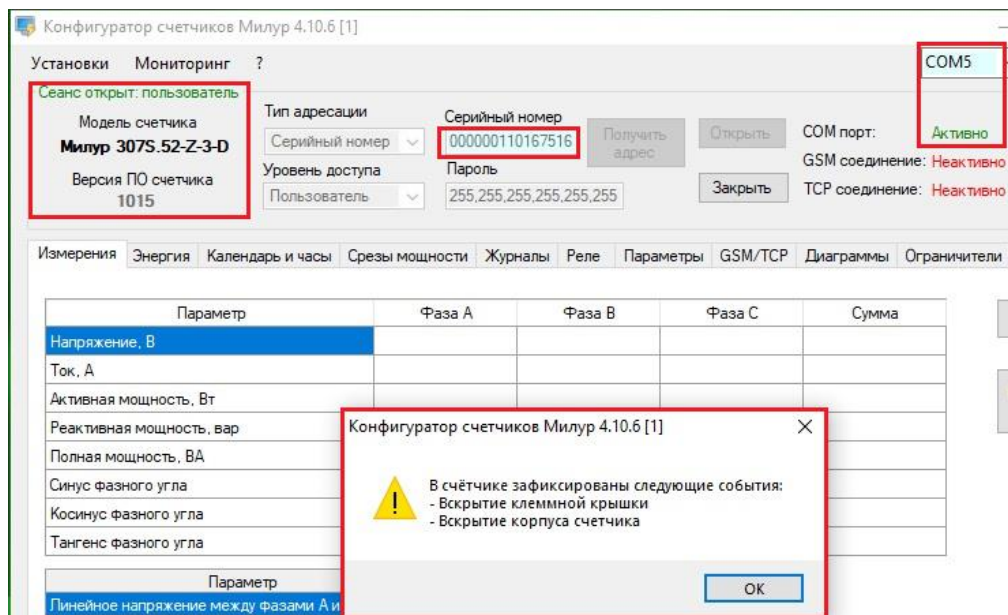 Конфигуратор счетчиков Милур 4.10.6 [1]
Установки Мониторинг ?
COM5
Сеанс открыт: пользователь
Модель счетчика
Милур 307S.52-Z-3-D
Версия ПО счетчика
1015
Тип адресации
Серийный номер
Серийный номер
000000110167516
Получить адрес
Открыть
Уровень доступа
Пользователь
Пароль
255,255,255,255,255,255
Закрыть
COM порт: Активно
GSM соединение: Неактивно
TCP соединение: Неактивно
Измерения Энергия Календарь и часы Срезы мощности Журналы Реле Параметры GSM/TCP Диаграммы Ограничители
Параметр Фаза A Фаза B Фаза C Сумма
Напряжение, В
Ток, А
Активная мощность, Вт
Реактивная мощность, вар
Полная мощность, ВА
Синус фазного угла
Косинус фазного угла
Тангенс фазного угла
Параметр
Линейное напряжение между фазами А и
Конфигуратор счетчиков Милур 4.10.6 [1]
В счётчике зафиксированы следующие события:
- Вскрытие клеммной крышки
- Вскрытие корпуса счетчика
ОК